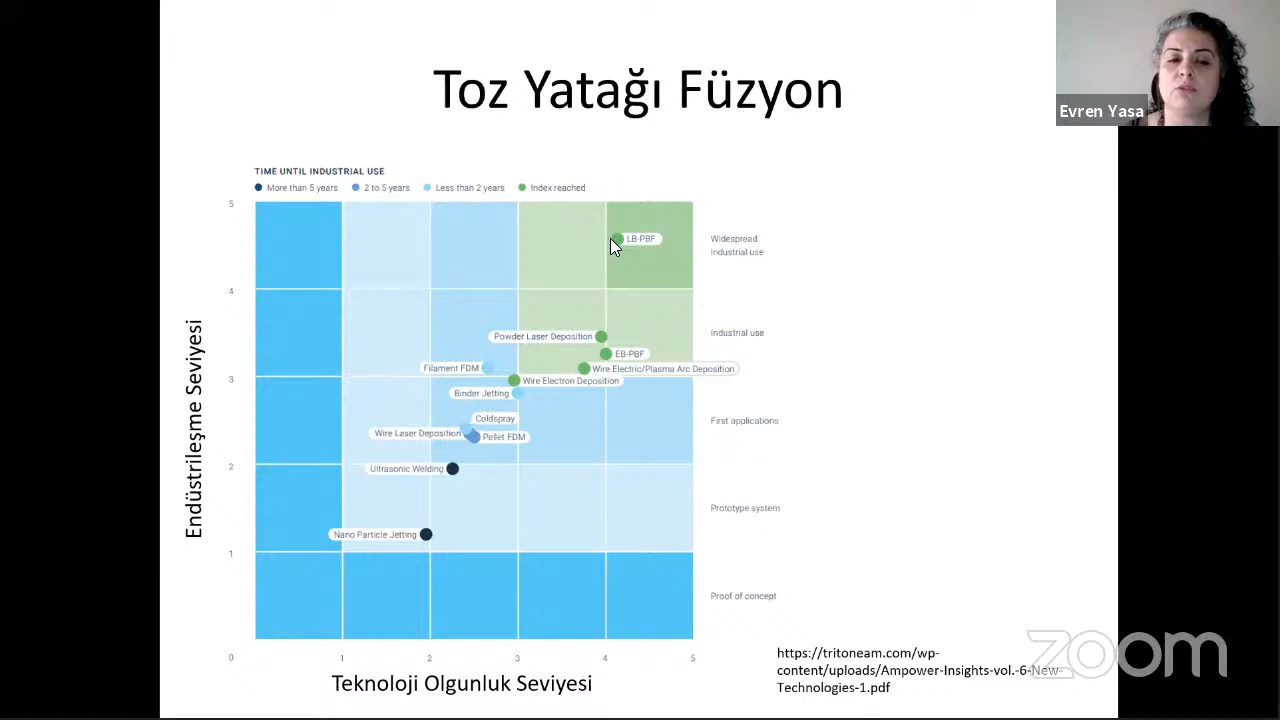 Toz Yatağı Füzyon
Evren Yasa
TIME UNTIL INDUSTRIAL USE
More than 5 years 2 to 5 years Less than 2 years Index reached
5
LB-PBF
Widespread
industrial use
4
Powder Laser Deposition
Industrial use
EB-PBF
Filament FDM
Wire Electric/Plasma Arc Deposition
3
Wire Electron Deposition
Binder Jetting
Coldspray
First applications
Wire Laser Deposition
Pellet FDM
2
Ultrasonic Welding
Prototype system
Nano Particle Jetting
1
Proof of concept
Endüstrileşme Seviyesi
0 1 2 3 4 5
Teknoloji Olgunluk Seviyesi
https://tritoneam.com/wp-
content/uploads/Ampower-Insights-vol.-6-New-
Technologies-1.pdf
zoom